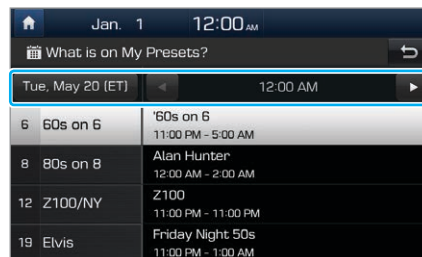 Jan. 1 12:00 AM
What is on My Presets?
Tue, May 20 (ET) 12:00 AM
6 60s on 6 '60s on 6
11:00 PM - 5:00 AM
8 80s on 8 Alan Hunter
12:00 AM - 2:00 AM
12 Z100/NY Z100
11:00 PM - 11:00 PM
19 Elvis Friday Night 50s
11:00 PM - 1:00 AM